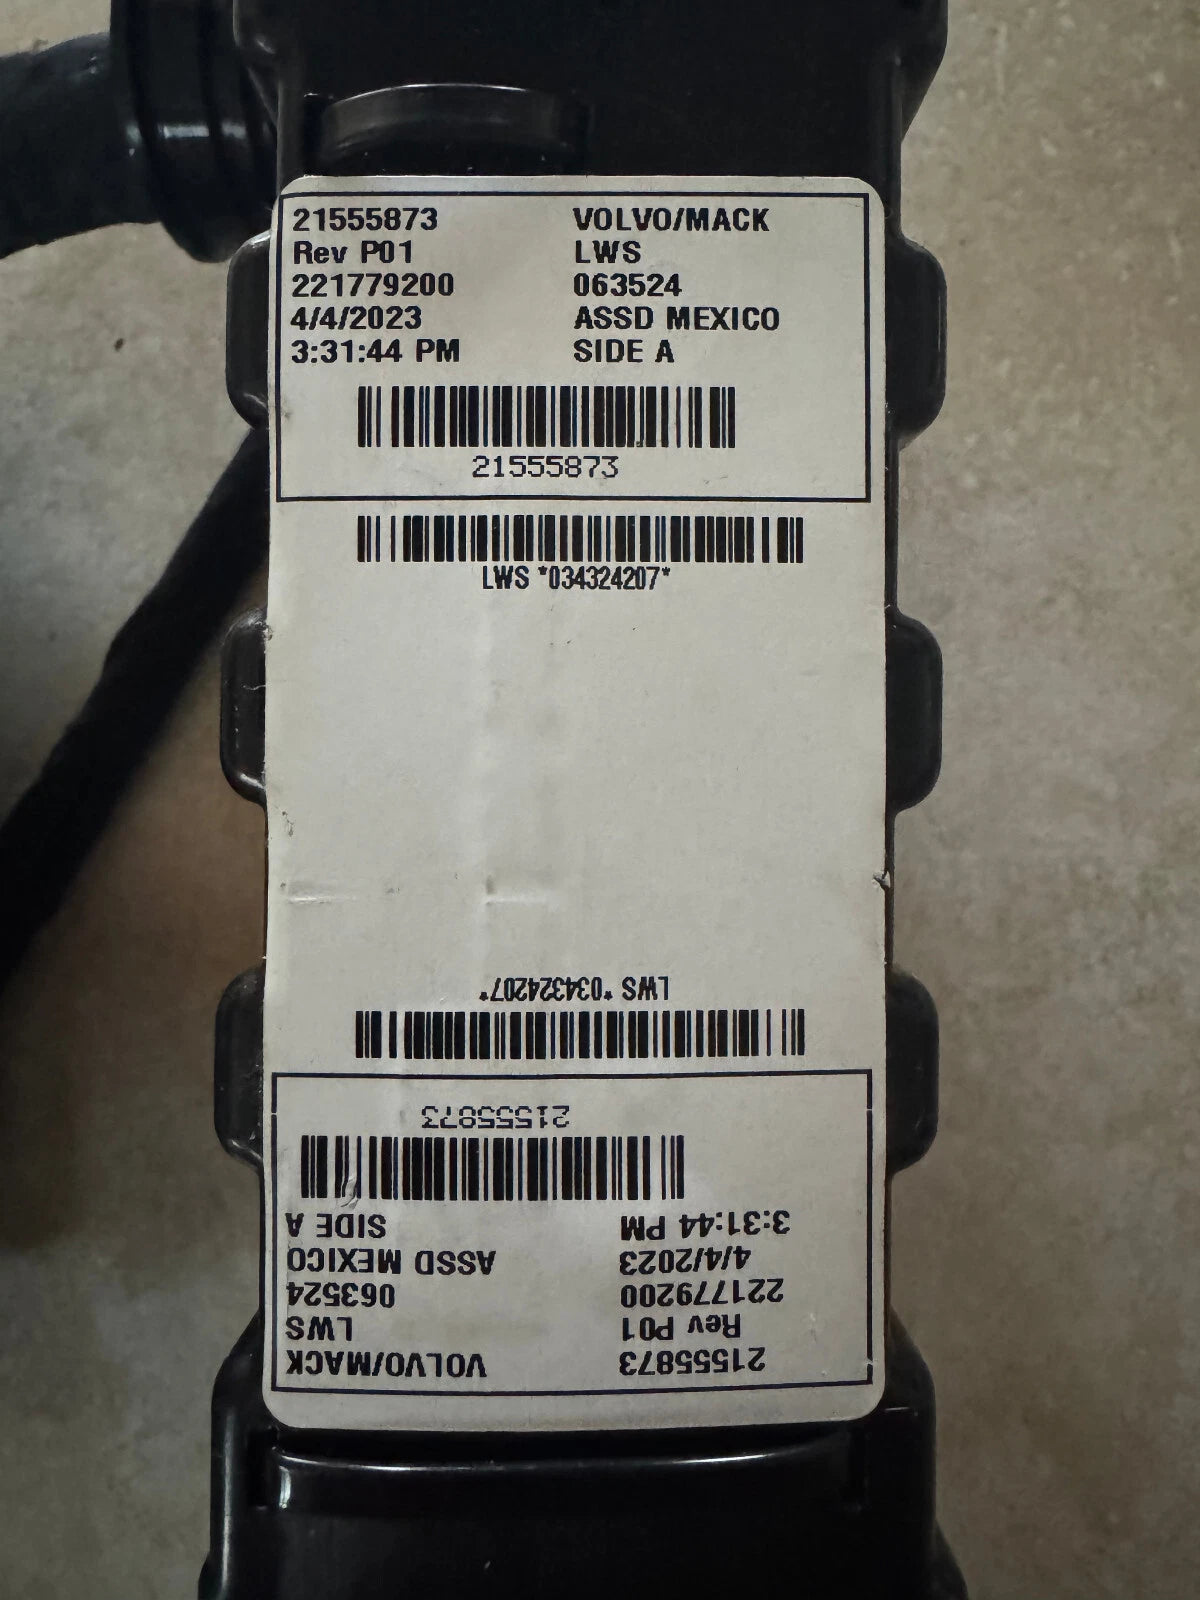 21555873 VOLVO/MACK
Rev P01 LWS
221779200 063524
4/4/2023 ASSD MEXICO
3:31:44 PM SIDE A
21555873
LWS *034324207*
LWS *034324207*
21555873
3:31:44 PM SIDE A
4/4/2023 ASSD MEXICO
221779200 063524
Rev P01 LWS
21555873 VOLVO/MACK